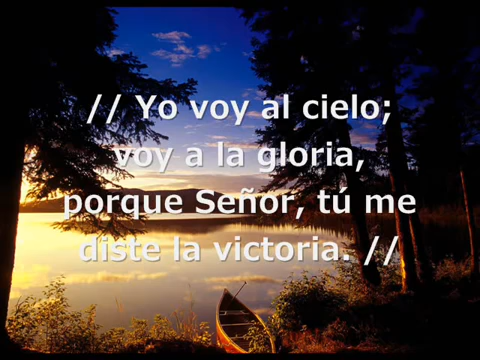 // Yo voy al cielo;
voy a la gloria,
porque Señor, tú me
diste la victoria. //